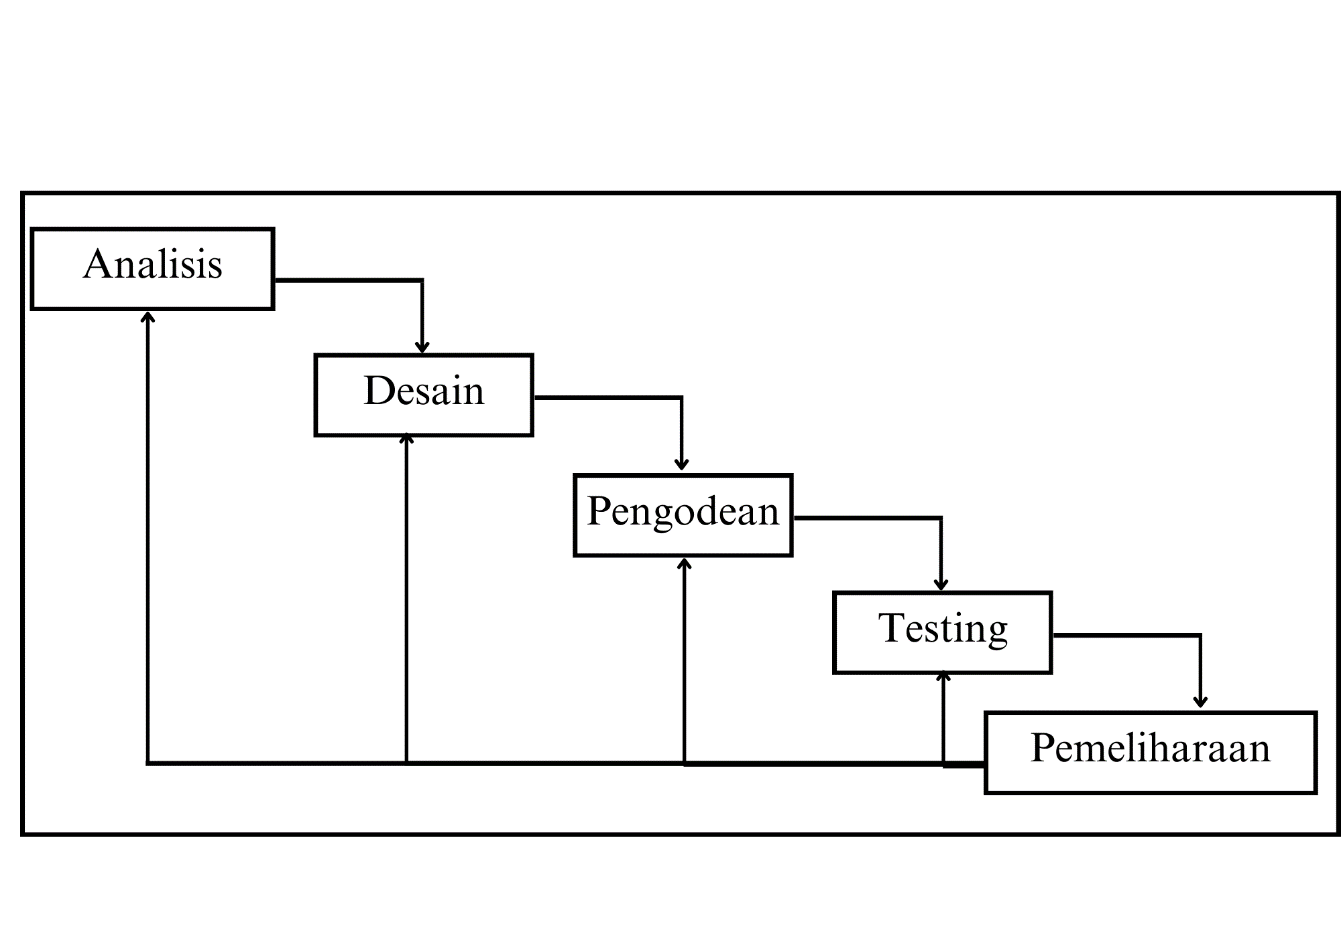 Analisis
Desain
Pengodean
Testing
Pemeliharaan